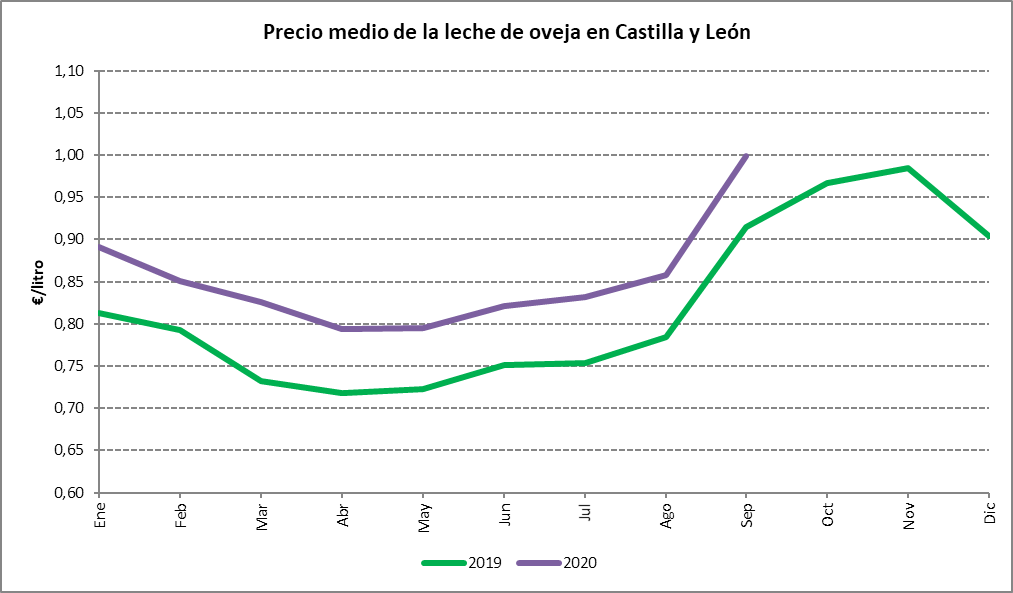 Precio medio de la leche de oveja en Castilla y León
1,10
1,05
1,00
0,95
0,90
0,85
0,80
0,75
0,70
0,65
0,60
€/litro
Ene
Feb
Mar
Abr
May
Jun
Jul
Ago
Sep
Oct
Nov
Dic
2019
2020